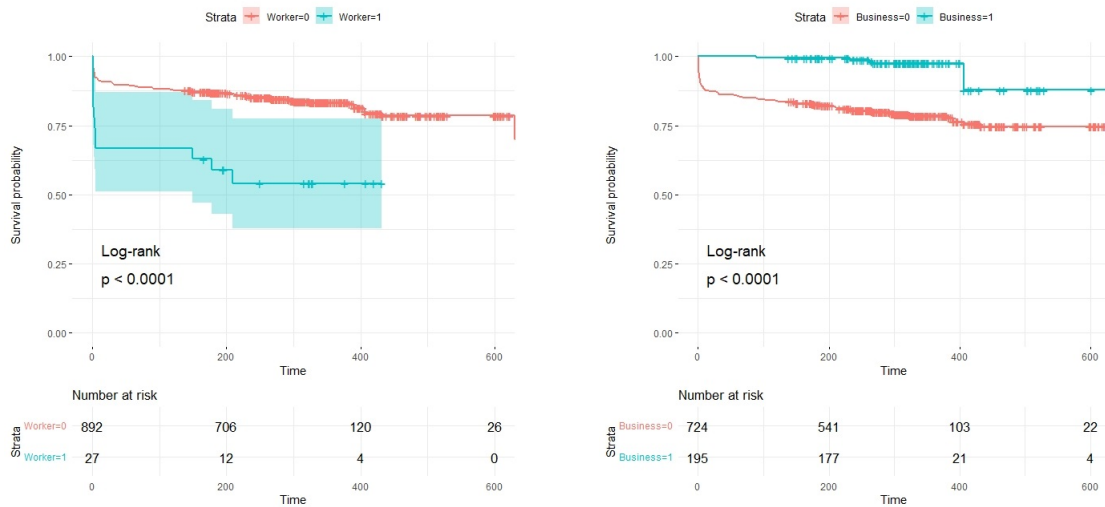 Strata Worker=0 Worker=1
1.00
0.75
0.50
0.25
0.00
Survival probability
Log-rank
p < 0.0001
0 200 400 600
Time
Number at risk
Strata
Worker=0 892 706 120 26
Worker=1 27 12 4 0
0 200 400 600
Time
Strata Business=0 Business=1
1.00
0.75
0.50
0.25
0.00
Survival probability
Log-rank
p < 0.0001
0 200 400 600
Time
Number at risk
Strata
Business=0 724 541 103 22
Business=1 195 177 21 4
0 200 400 600
Time